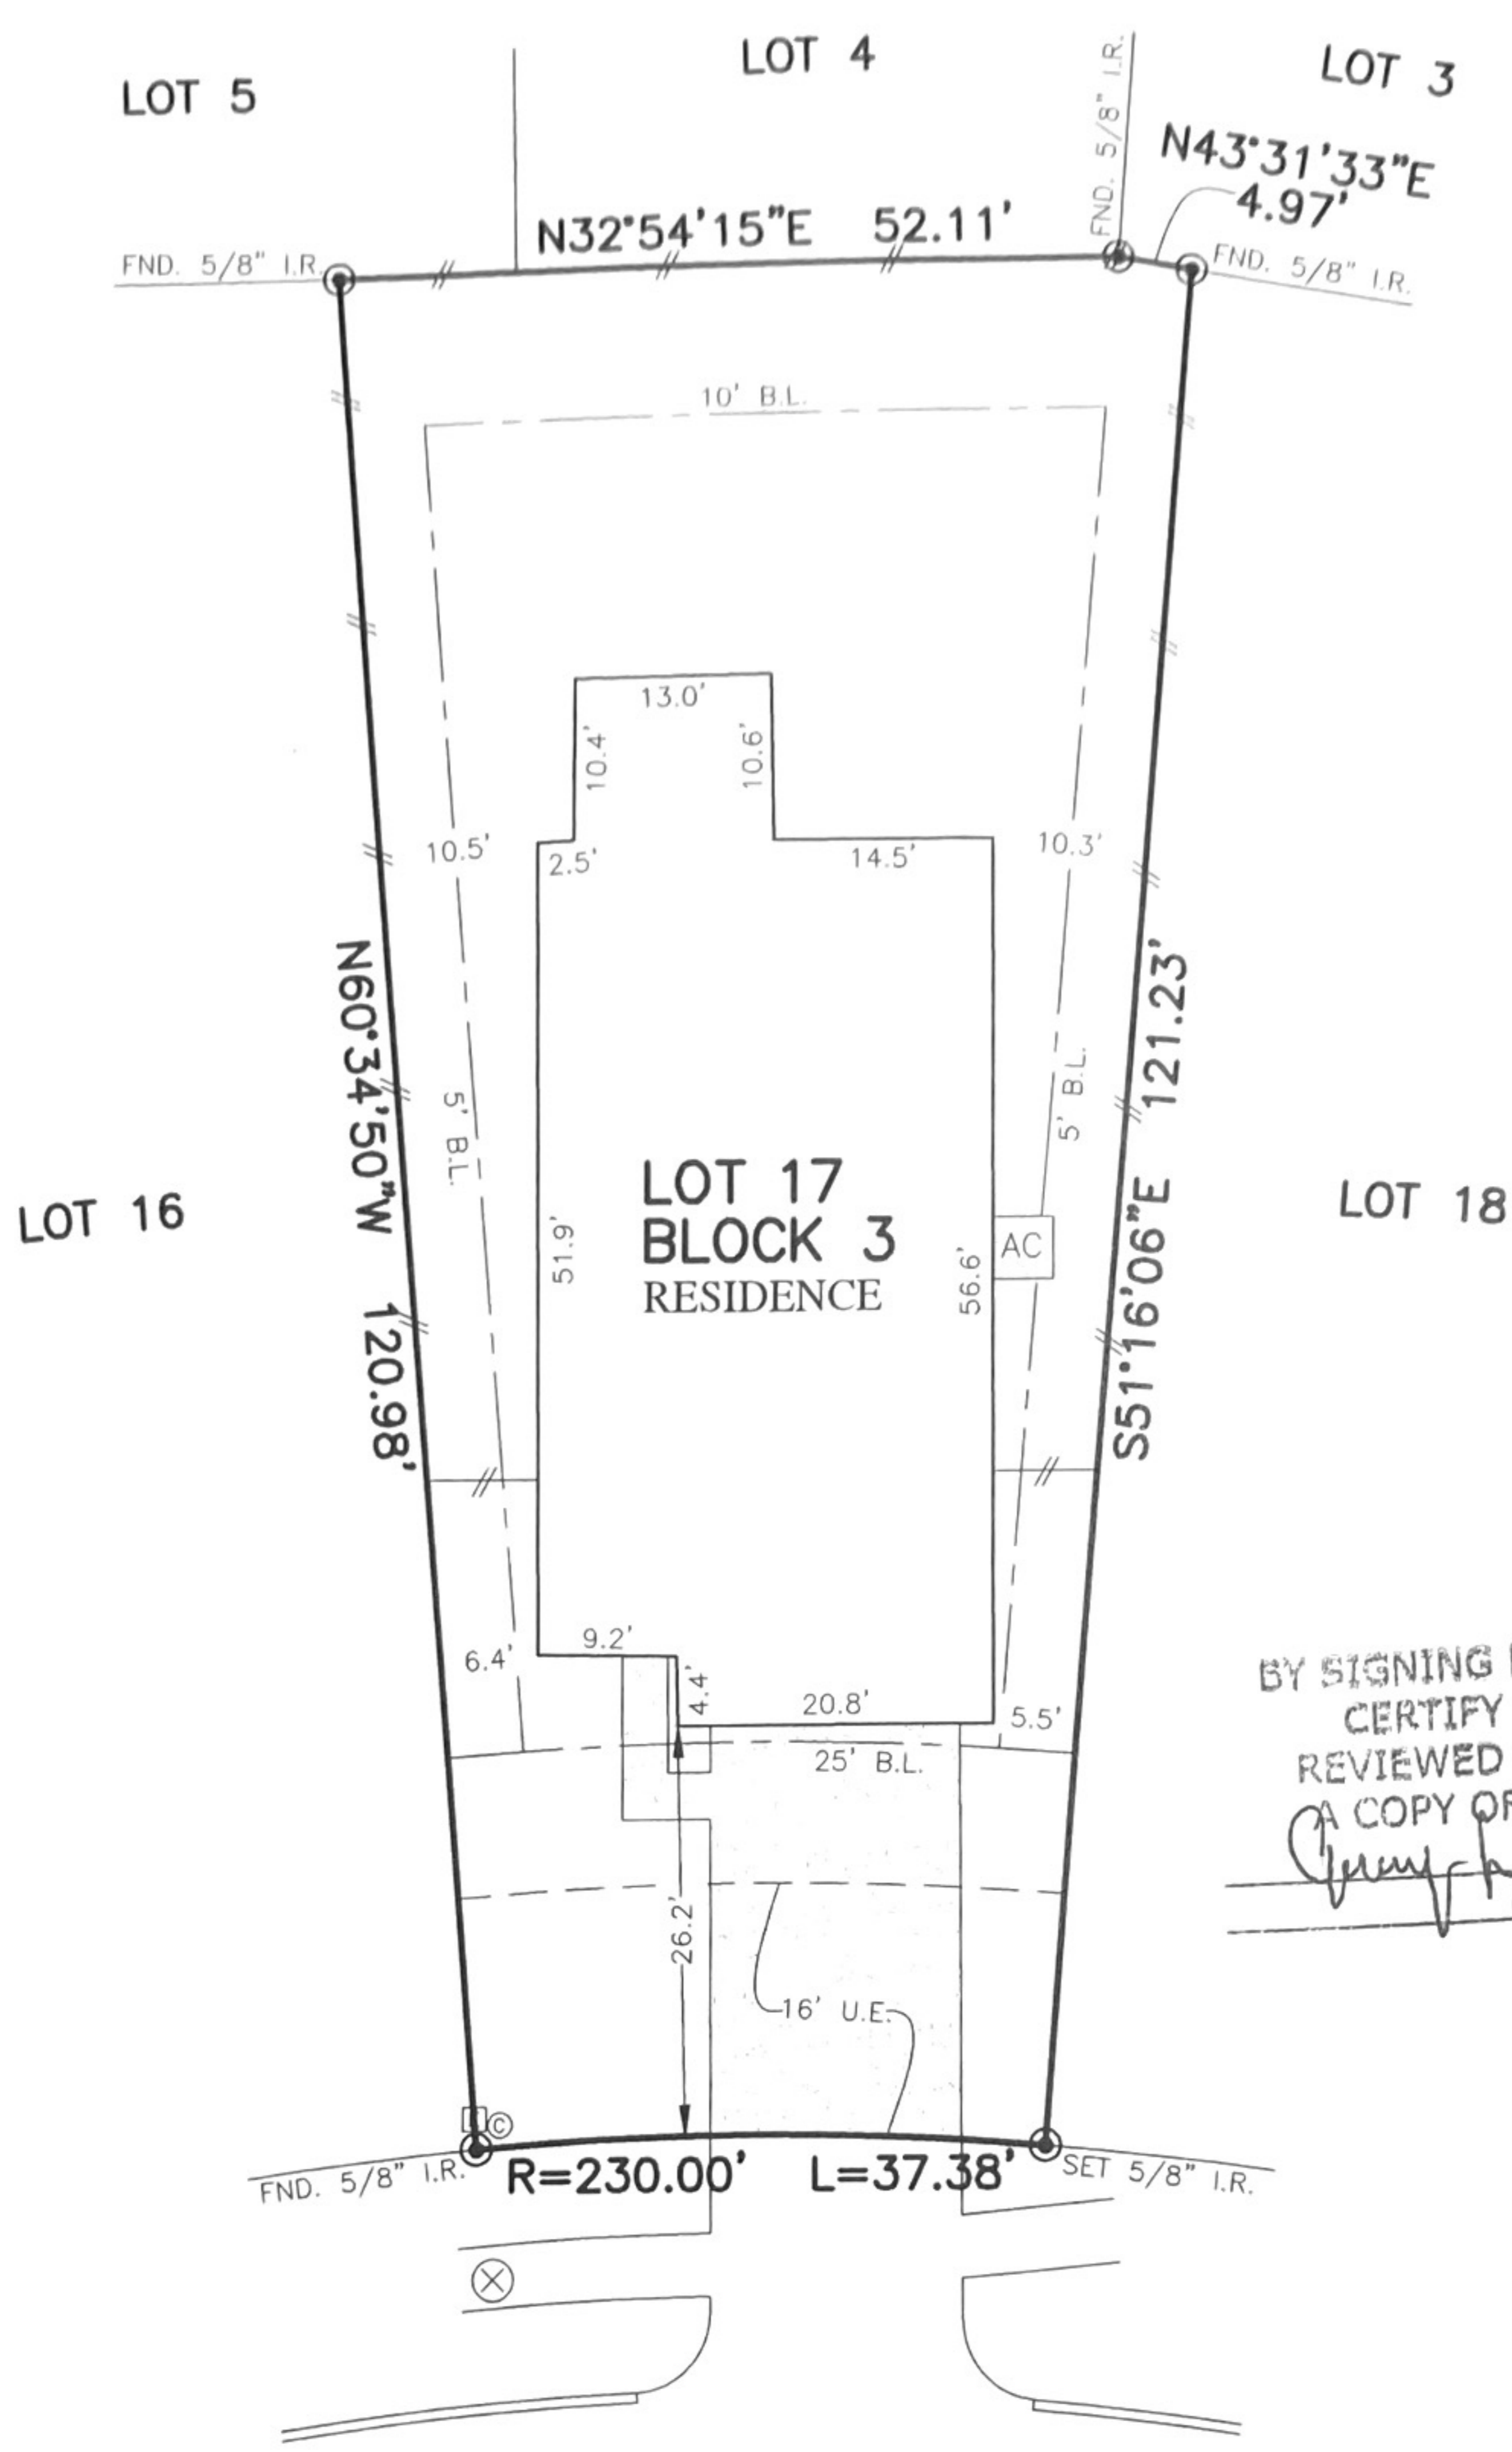 LOT 5
LOT 4
LOT 3
FND. 5/8" I.R.
N43°31'33"E
4.97'
N32°54'15"E 52.11'
FND. 5/8" I.R.
FND. 5/8" I.R.
10' B.L.
13.0'
10.4'
10.6'
10.5'
2.5'
14.5'
10.3'
N60°34'50"W 120.98'
5' B.L.
5' B.L.
S51°16'06"E 121.23'
LOT 16
LOT 17
BLOCK 3
RESIDENCE
LOT 18
51.9'
56.6'
AC
9.2'
6.4'
4.4'
20.8'
5.5'
25' B.L.
BY SIGNING
CERTIFY
REVIEWED
A COPY OF
26.2'
16' U.E.
©
FND. 5/8" I.R.
R=230.00' L=37.38'
SET 5/8" I.R.